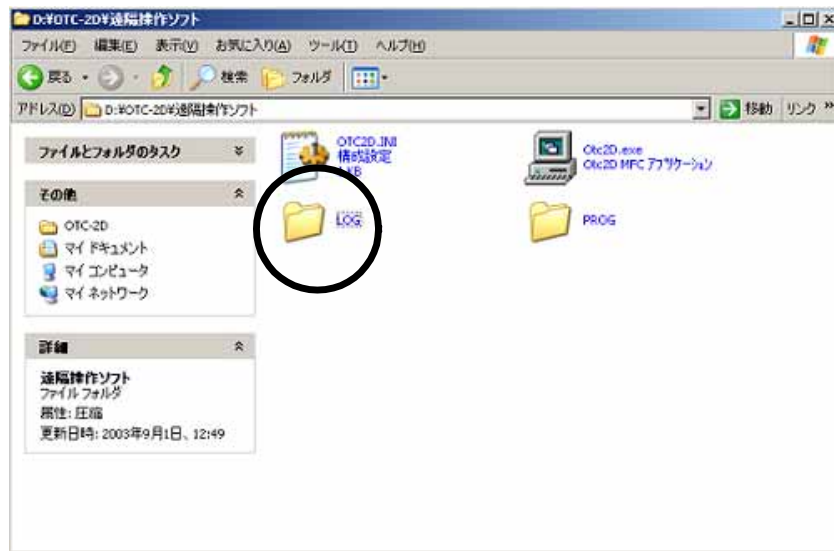 D:¥OTC-2D¥遠隔操作ソフト
ファイル(F) 編集(E) 表示(V) お気に入り(A) ツール(T) ヘルプ(H)
戻る 検索 フォルダ
アドレス(D) D:¥OTC-2D¥遠隔操作ソフト 移動 リンク »
ファイルとフォルダのタスク
その他
OTC-2D
マイ ドキュメント
マイ コンピュータ
マイ ネットワーク
詳細
遠隔操作ソフト
ファイル フォルダ
属性: 圧縮
更新日時: 2003年9月1日、12:49
OTC2D.INI
構成設定
KB
Otc2D.exe
Otc2D MFC アプリケーション
LOG
PROG